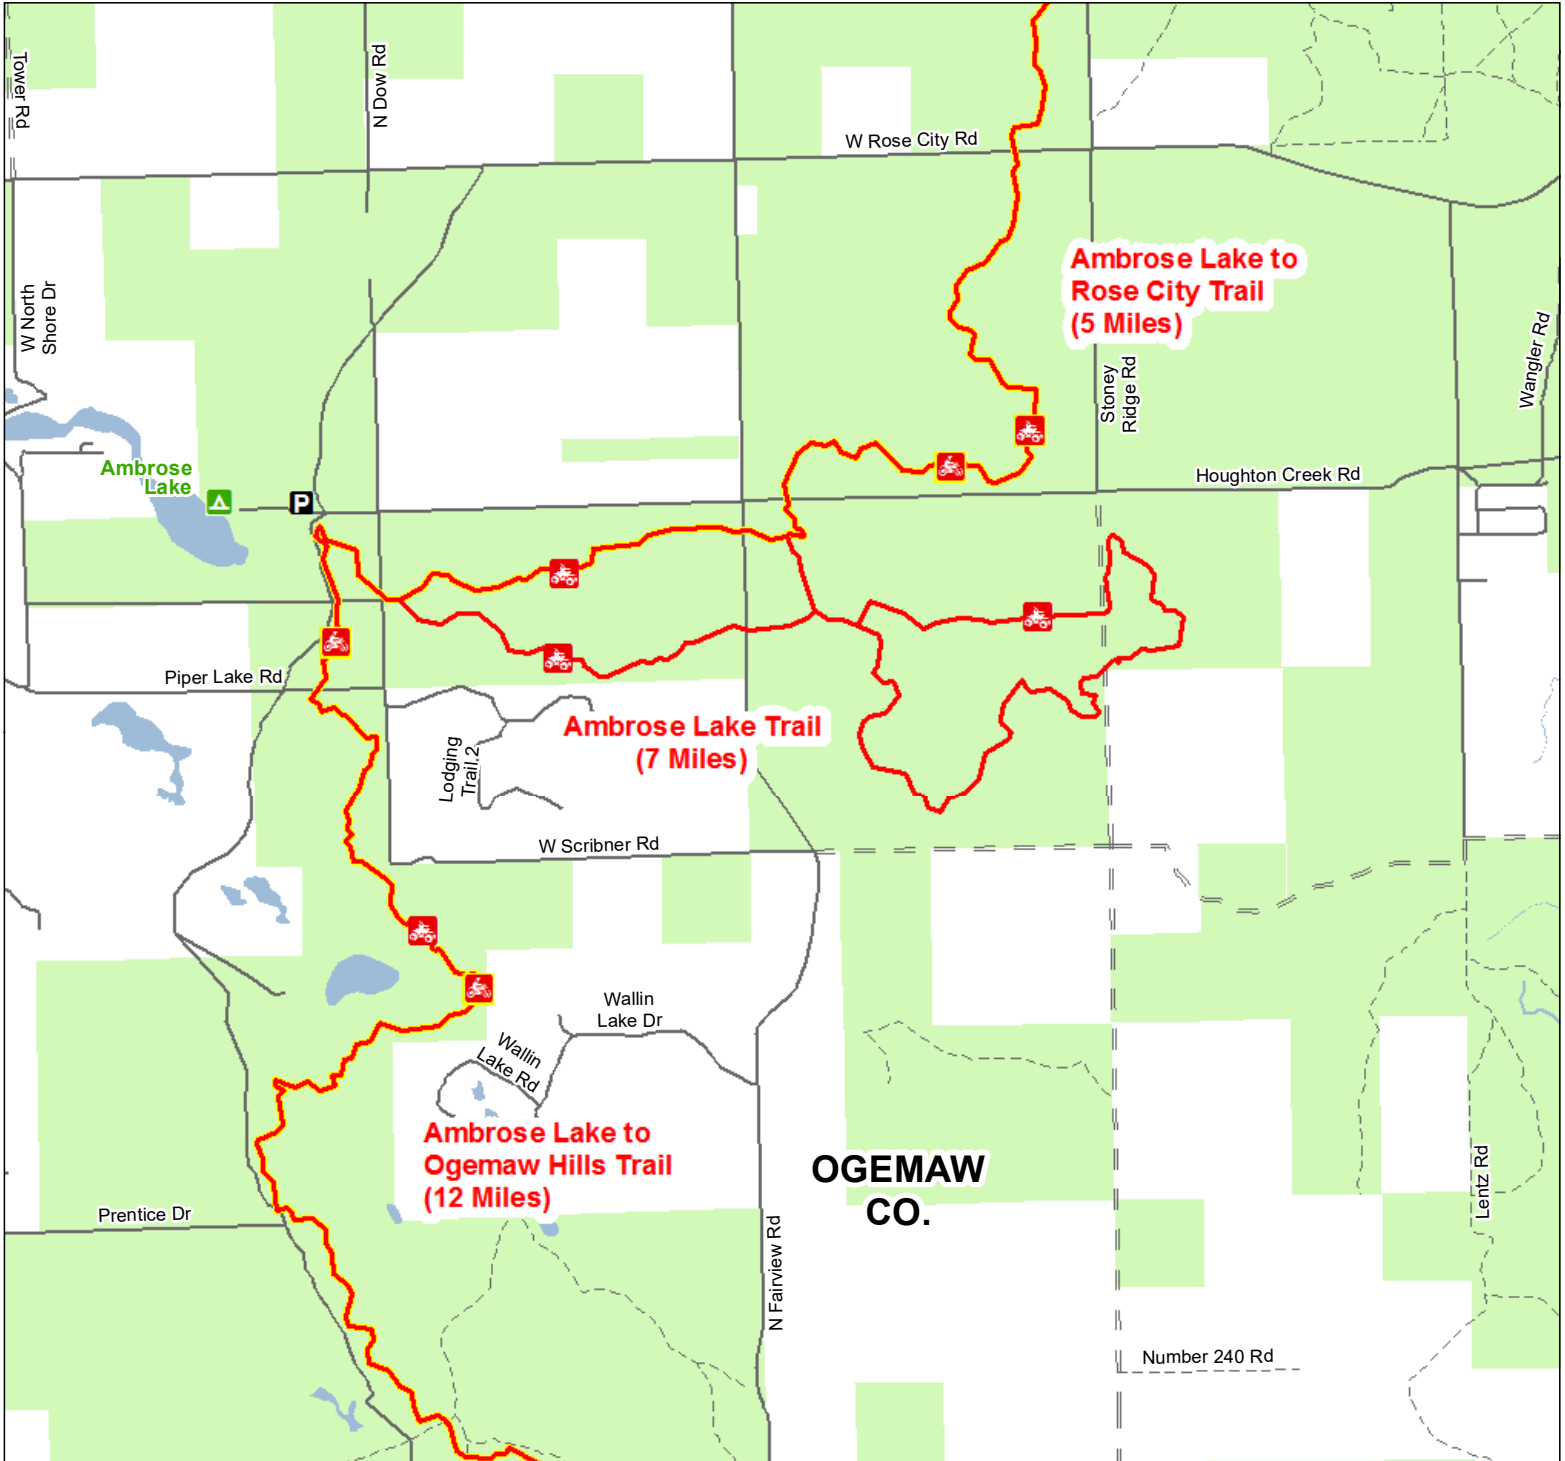 Tower Rd
N Dow Rd
W Rose City Rd
Ambrose Lake to
Rose City Trail
(5 Miles)
W North
Shore Dr
Stoney
Ridge Rd
Wangler Rd
Ambrose
Lake
P
Houghton Creek Rd
Piper Lake Rd
Ambrose Lake Trail
(7 Miles)
Lodging
Trail 2
W Scribner Rd
Wallin
Lake Dr
Wallin
Lake Rd
Ambrose Lake to
Ogemaw Hills Trail
(12 Miles)
OGEMAW
CO.
Lentz Rd
Prentice Dr
N Fairview Rd
Number 240 Rd